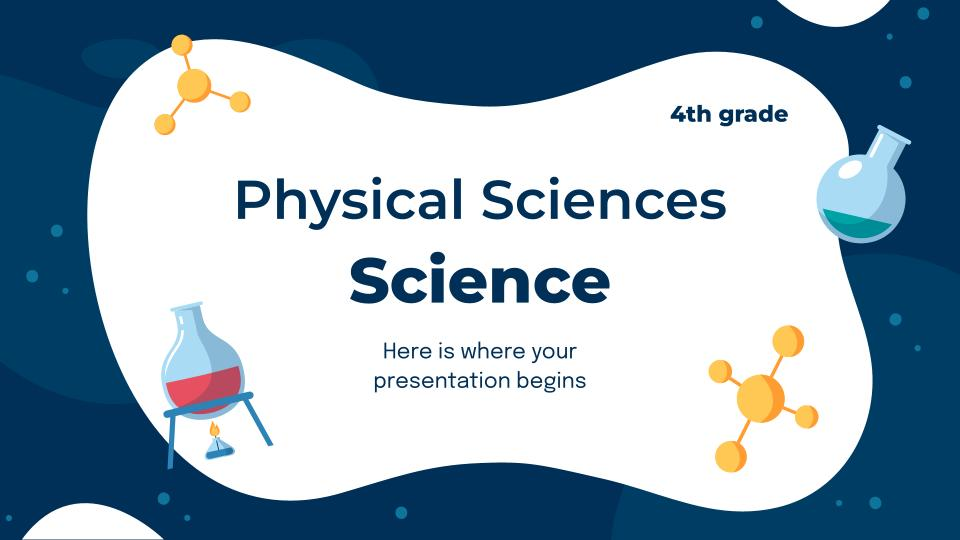 4th grade
Physical Sciences
Science
Here is where your
presentation begins